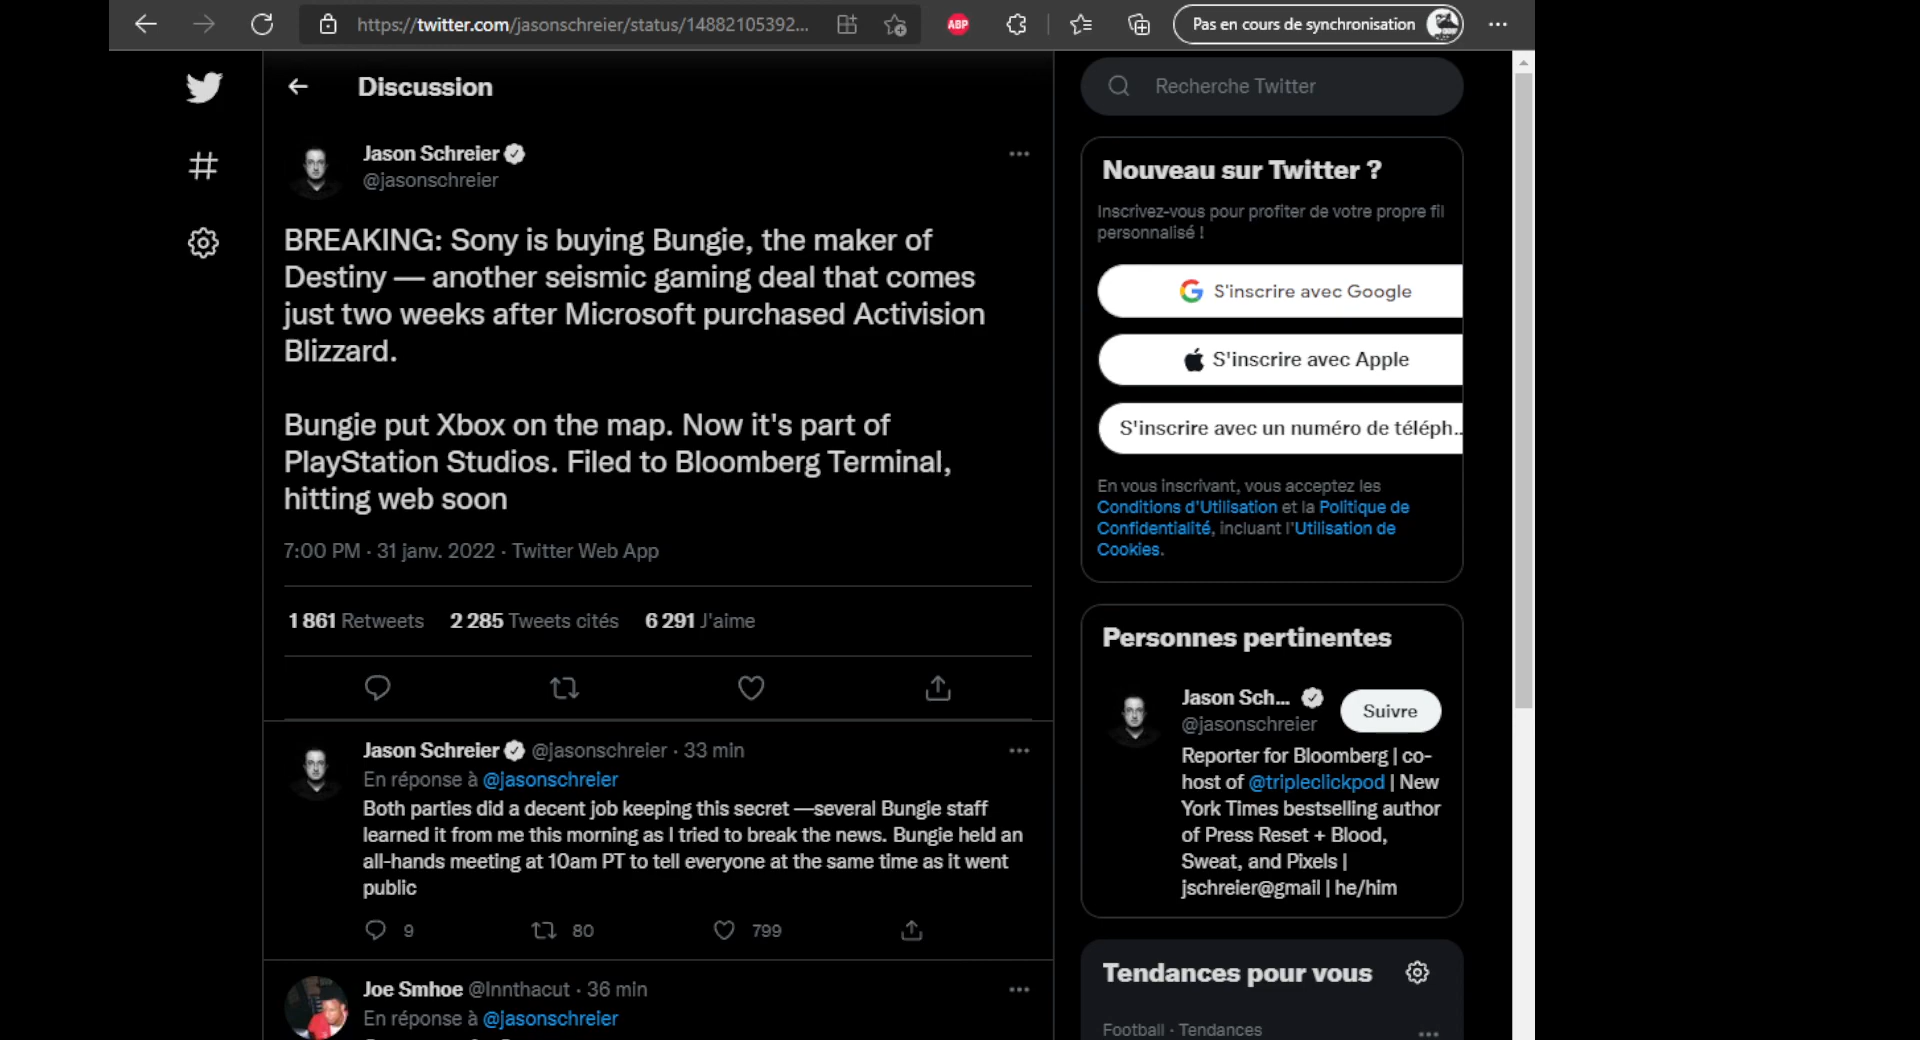 https://twitter.com/jasonschreier/status/14882105392...
ABP
Pas en cours de synchronisation
Discussion
Jason Schreier
@jasonschreier
BREAKING: Sony is buying Bungie, the maker of
Destiny — another seismic gaming deal that comes
just two weeks after Microsoft purchased Activision
Blizzard.
Bungie put Xbox on the map. Now it's part of
PlayStation Studios. Filed to Bloomberg Terminal,
hitting web soon
7:00 PM · 31 janv. 2022 · Twitter Web App
1 861 Retweets 2 285 Tweets cités 6 291 J'aime
Jason Schreier @jasonschreier · 33 min
En réponse à @jasonschreier
Both parties did a decent job keeping this secret —several Bungie staff
learned it from me this morning as I tried to break the news. Bungie held an
all-hands meeting at 10am PT to tell everyone at the same time as it went
public
9 80 799
Joe Smhoe @Innthacut · 36 min
En réponse à @jasonschreier
Recherche Twitter
Nouveau sur Twitter ?
Inscrivez-vous pour profiter de votre propre fil
personnalisé !
S'inscrire avec Google
S'inscrire avec Apple
S'inscrire avec un numéro de téléph...
En vous inscrivant, vous acceptez les
Conditions d'Utilisation et la Politique de
Confidentialité, incluant l'Utilisation de
Cookies.
Personnes pertinentes
Jason Sch...
@jasonschreier
Suivre
Reporter for Bloomberg | co-
host of @tripleclickpod | New
York Times bestselling author
of Press Reset + Blood,
Sweat, and Pixels |
jschreier@gmail | he/him
Tendances pour vous
Football · Tendances